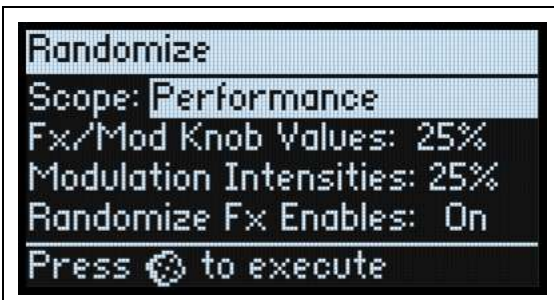 Randomize
Scope: Performance
Fx/Mod Knob Values: 25%
Modulation Intensities: 25%
Randomize Fx Enables: On
Press to execute